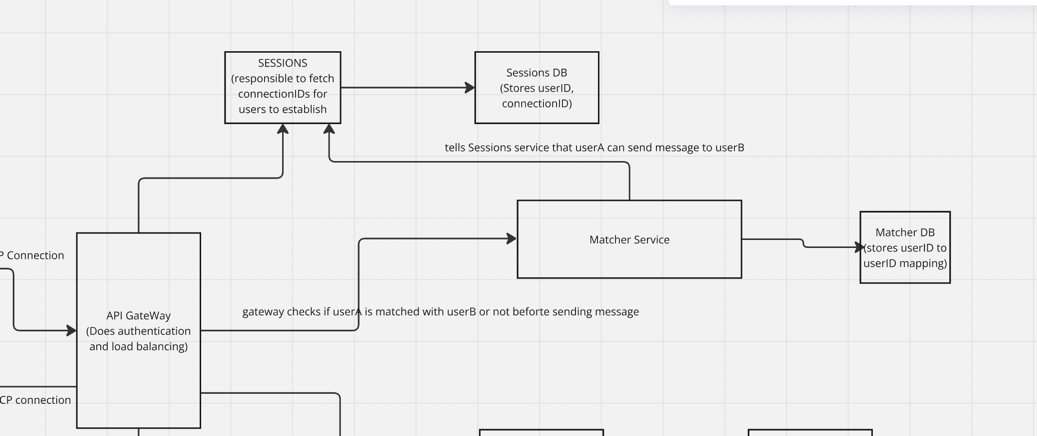 SESSIONS
(responsible to fetch
connectionIDs for
users to establish
Sessions DB
(Stores userID,
connectionID)
tells Sessions service that userA can send message to userB
Matcher Service
Matcher DB
(stores userID to
userID mapping)
P Connection
API GateWay
(Does authentication
and load balancing)
gateway checks if userA is matched with userB or not beforte sending message
CP connection